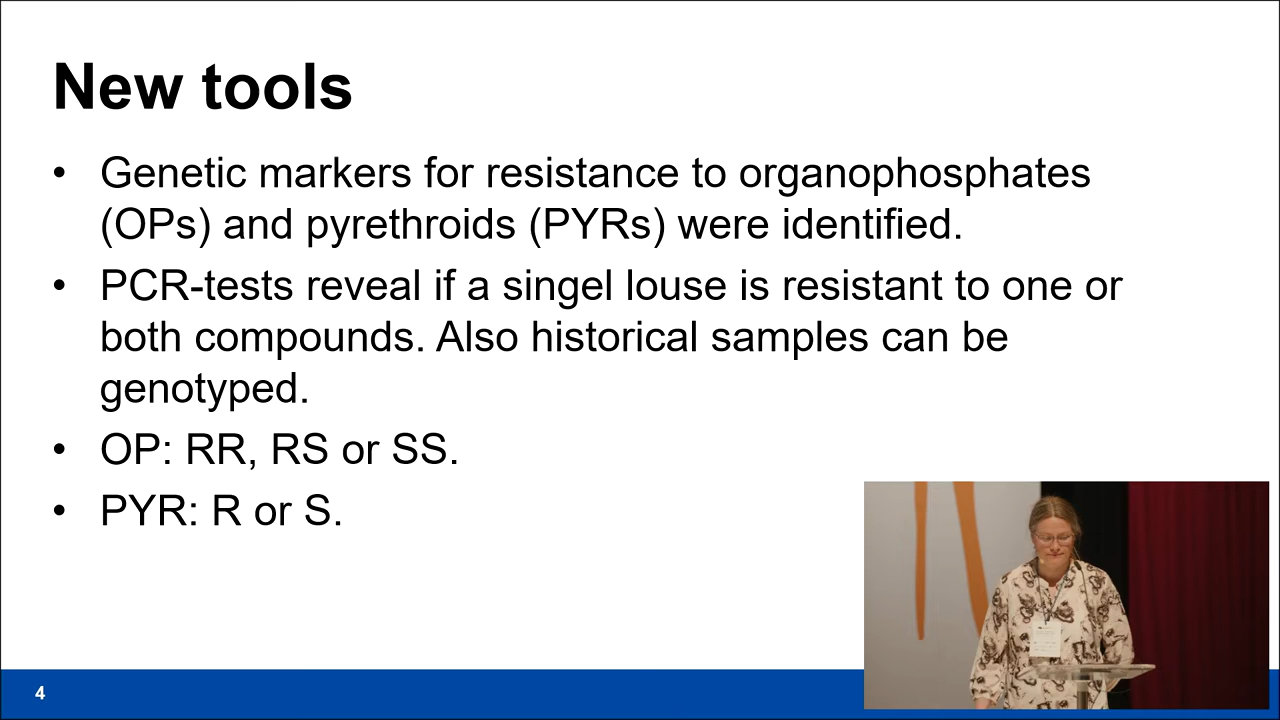 New tools
• Genetic markers for resistance to organophosphates
(OPs) and pyrethroids (PYRs) were identified.
• PCR-tests reveal if a singel louse is resistant to one or
both compounds. Also historical samples can be
genotyped.
• OP: RR, RS or SS.
• PYR: R or S.
4